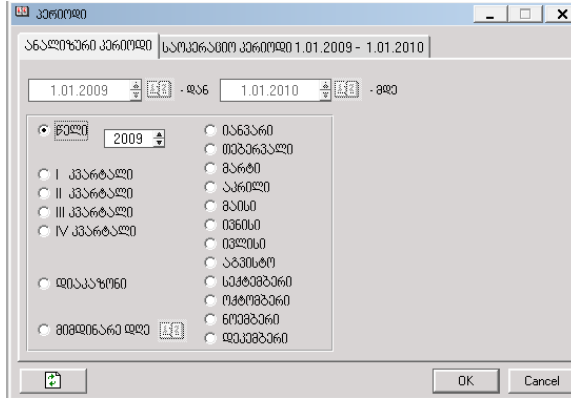 პერიოდი
ანალიზური პერიოდი საოპერაციო პერიოდი 1.01.2009 - 1.01.2010
1.01.2009 - დან 1.01.2010 - მდე
წელი 2009
I კვარტალი
II კვარტალი
III კვარტალი
IV კვარტალი
დიაპაზონი
მიმდინარე დღე
იანვარი
თებერვალი
მარტი
აპრილი
მაისი
ივნისი
ივლისი
აგვისტო
სექტემბერი
ოქტომბერი
ნოემბერი
დეკემბერი
OK Cancel